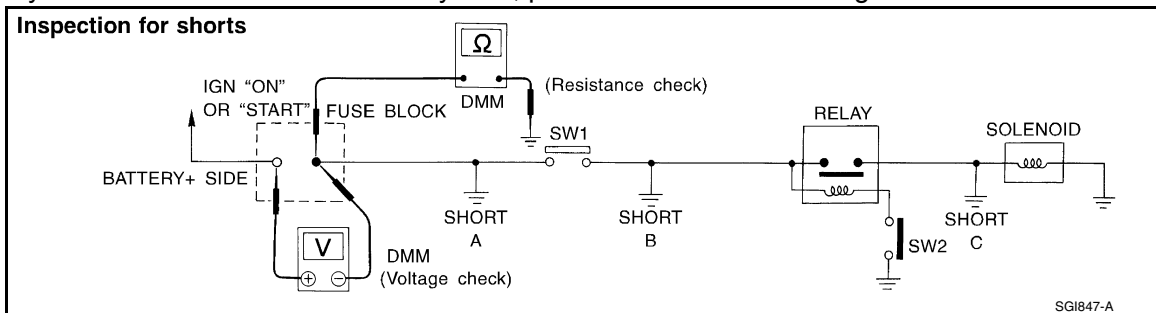 Inspection for shorts
Ω
IGN "ON"
OR "START"
FUSE BLOCK
DMM
(Resistance check)
SW1
RELAY
SOLENOID
BATTERY+ SIDE
SHORT
A
SHORT
B
SHORT
C
SW2
V
+ −
DMM
(Voltage check)
SGI847-A